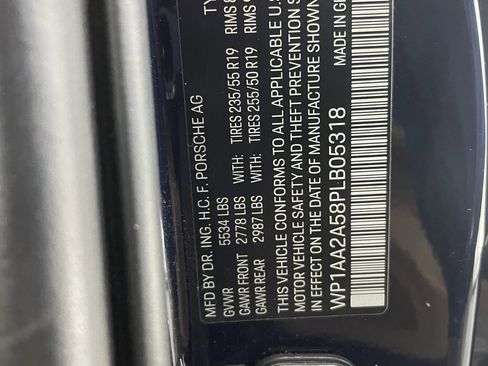 MFD BY DR. ING. H.C. F. PORSCHE AG
GVWR 5534 LBS
GAWR FRONT 2778 LBS WITH: TIRES 235/55 R19 RIMS
GAWR REAR 2987 LBS WITH: TIRES 255/50 R19 RIMS
THIS VEHICLE CONFORMS TO ALL APPLICABLE U.S.
MOTOR VEHICLE SAFETY AND THEFT PREVENTION S
IN EFFECT ON THE DATE OF MANUFACTURE SHOWN
WP1AA2A58PLB05318 MADE IN GE